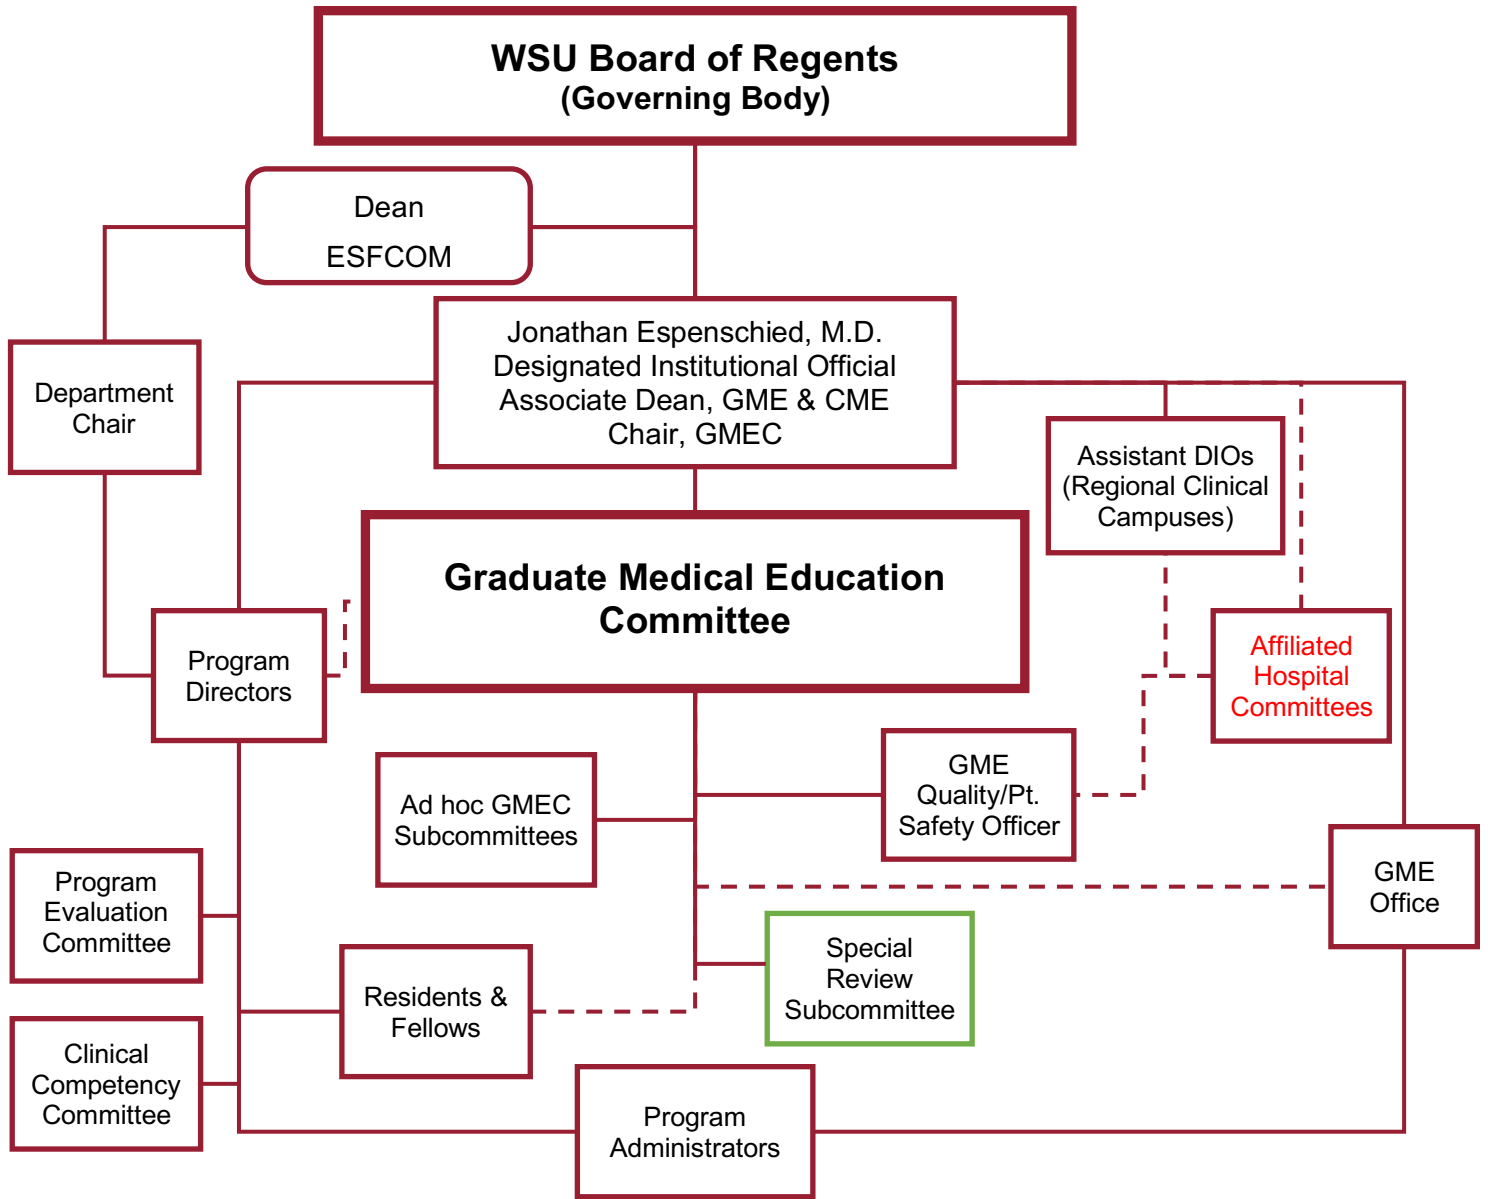 WSU Board of Regents
(Governing Body)
Dean
ESFCOM
Jonathan Espenschied, M.D.
Designated Institutional Official
Associate Dean, GME & CME
Chair, GMEC
Department
Chair
Assistant DIOs
(Regional Clinical
Campuses)
Graduate Medical Education
Committee
Program
Directors
Affiliated
Hospital
Committees
Ad hoc GMEC
Subcommittees
GME
Quality/Pt.
Safety Officer
Program
Evaluation
Committee
GME
Office
Residents &
Fellows
Special
Review
Subcommittee
Clinical
Competency
Committee
Program
Administrators